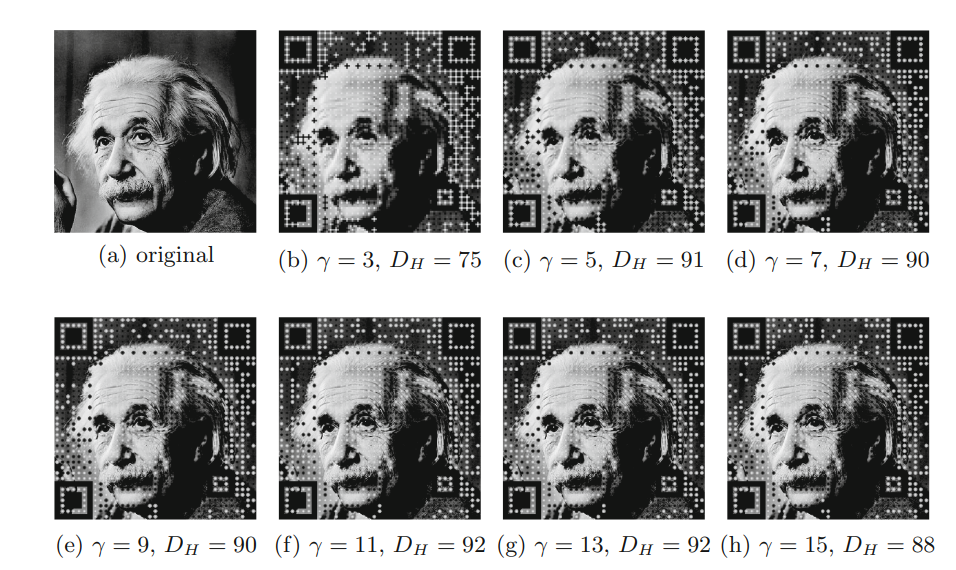 (a) original
(b) γ = 3, D_H = 75
(c) γ = 5, D_H = 91
(d) γ = 7, D_H = 90
(e) γ = 9, D_H = 90
(f) γ = 11, D_H = 92
(g) γ = 13, D_H = 92
(h) γ = 15, D_H = 88